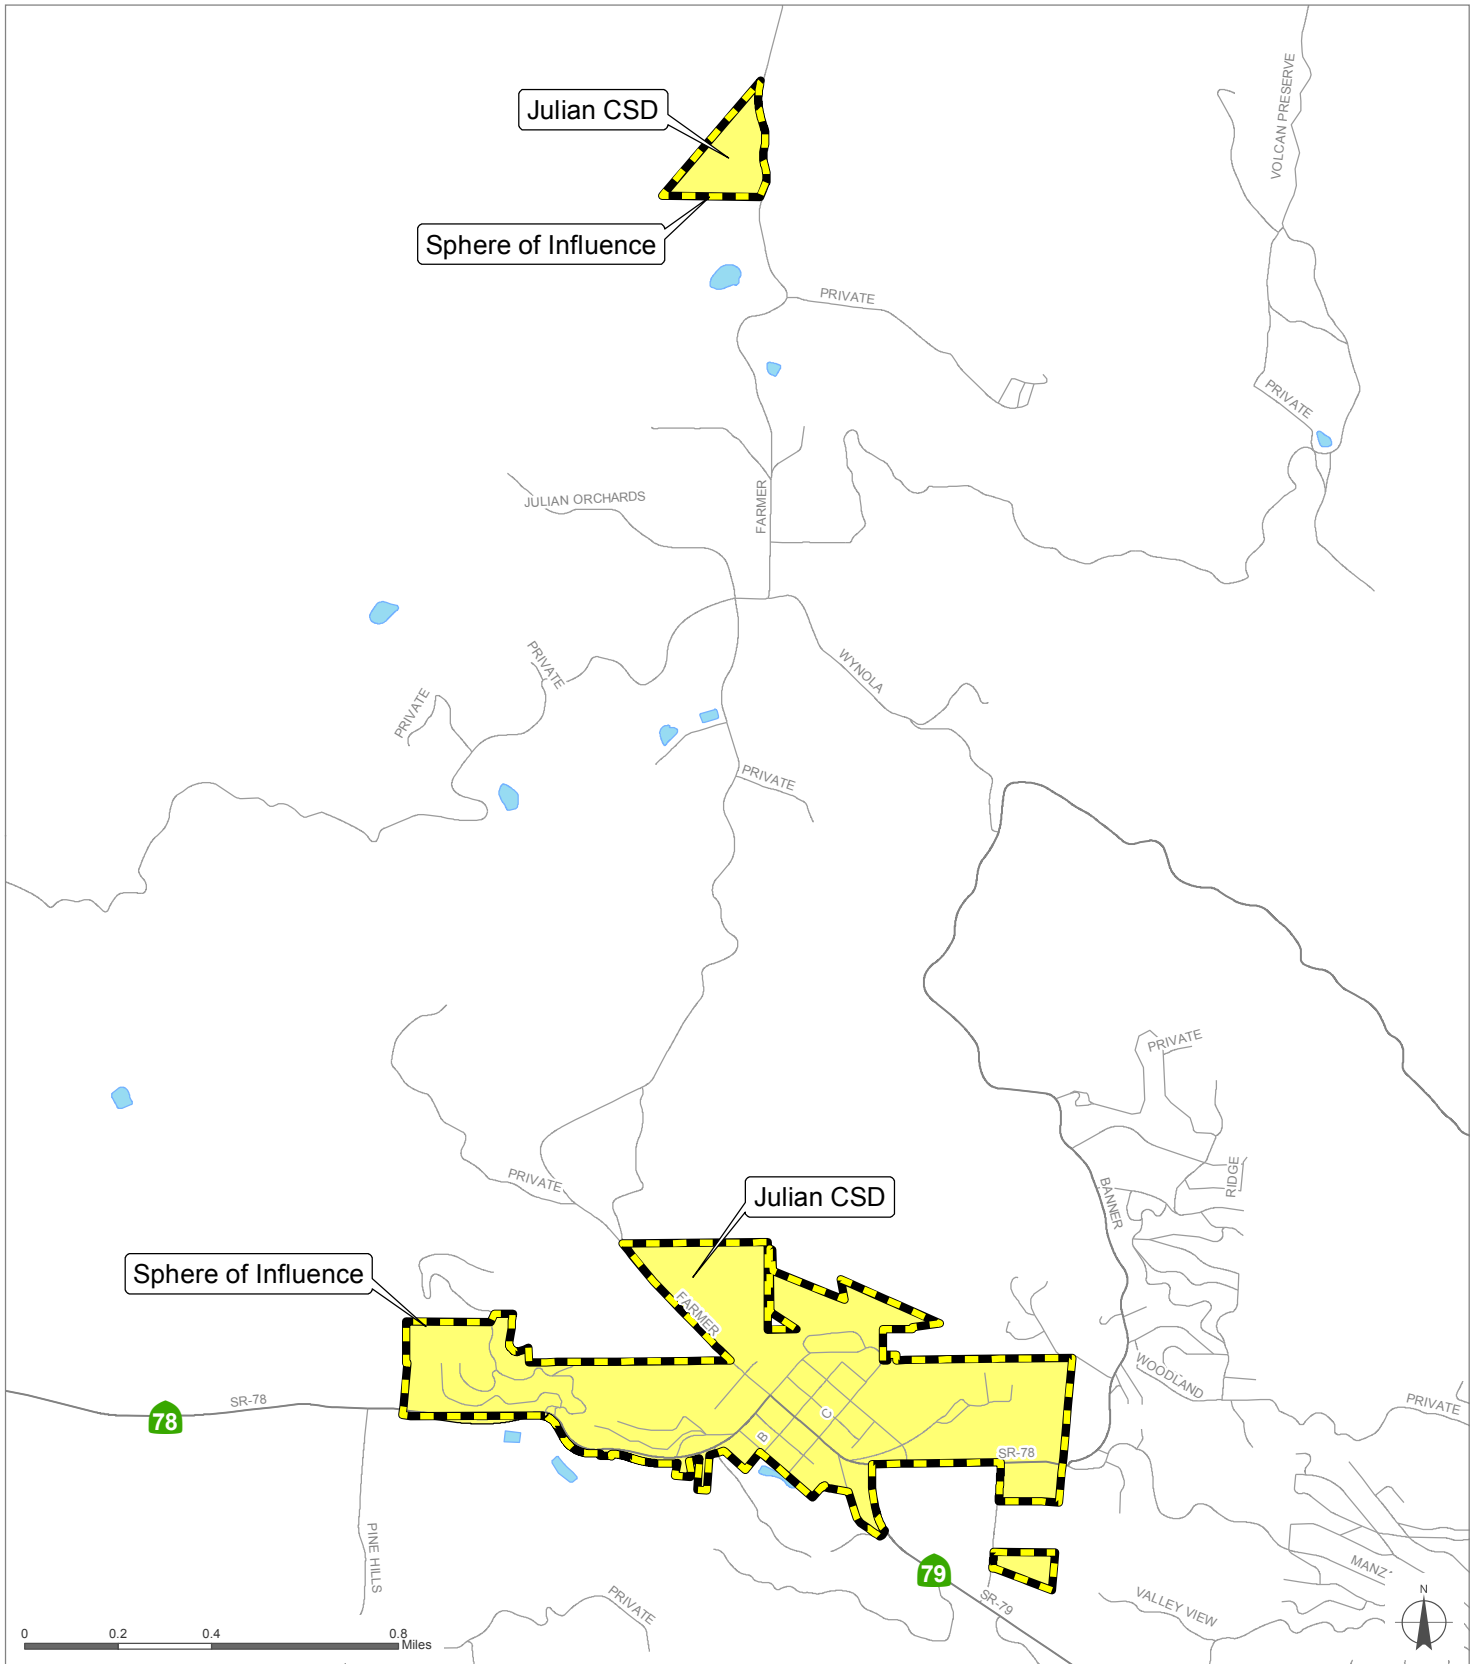 VOLCAN PRESERVE
Julian CSD
Sphere of Influence
PRIVATE
PRIVATE
JULIAN ORCHARDS
FARMER
PRIVATE
WYNOLA
PRIVATE
PRIVATE
PRIVATE
PRIVATE
RIDGE
BANNER
Julian CSD
Sphere of Influence
FARMER
WOODLAND
SR-78
78
PRIVATE
C
B
SR-78
PINE HILLS
79
SR-79
MANZ
VALLEY VIEW
PRIVATE
N
0 0.2 0.4 0.8
Miles